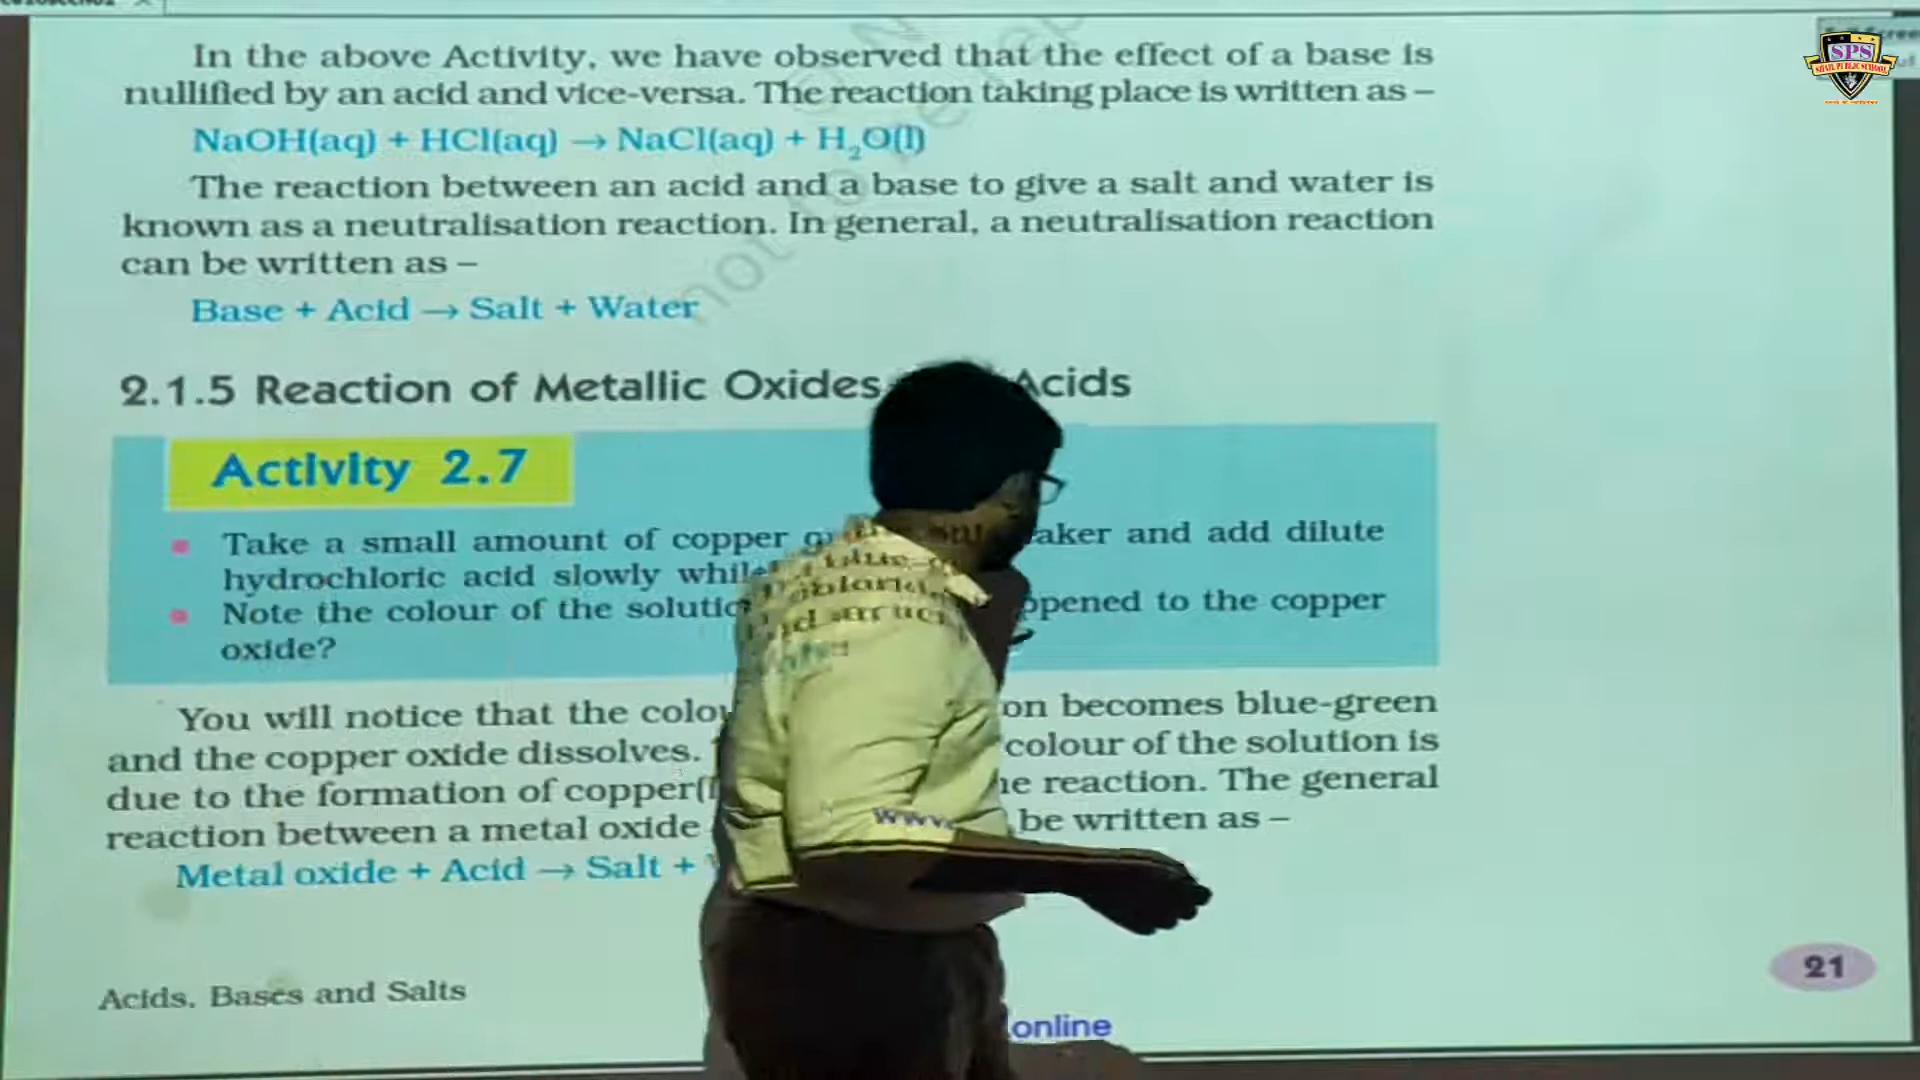 In the above Activity, we have observed that the effect of a base is
nullified by an acid and vice-versa. The reaction taking place is written as –
NaOH(aq) + HCl(aq) → NaCl(aq) + H₂O(l)
The reaction between an acid and a base to give a salt and water is
known as a neutralisation reaction. In general, a neutralisation reaction
can be written as –
Base + Acid → Salt + Water
2.1.5 Reaction of Metallic Oxides Acids
Activity 2.7
Take a small amount of copper and add dilute
hydrochloric acid slowly
Note the colour of the to the copper
oxide?
You will notice that the becomes blue-green
and the copper oxide dissolves. colour of the solution is
due to the formation of reaction. The general
reaction between a metal oxide be written as –
Metal oxide + Acid → Salt +
Acids, Bases and Salts
21
online
SPS
SHAIL PUBLIC SCHOOL